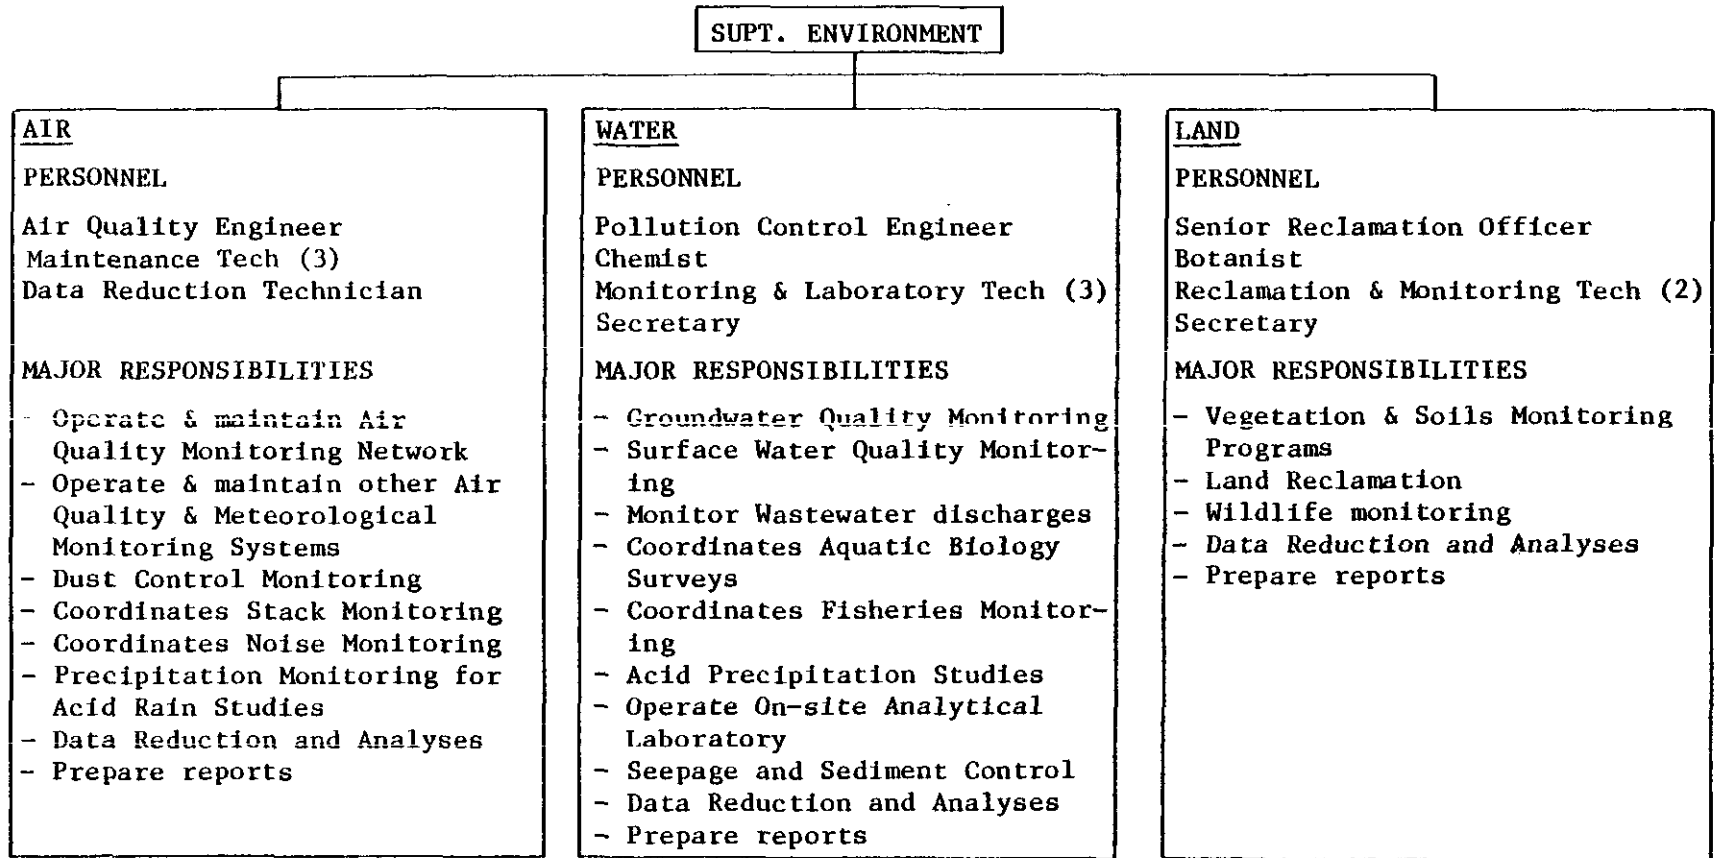 SUPT. ENVIRONMENT
AIR
PERSONNEL
Air Quality Engineer
Maintenance Tech (3)
Data Reduction Technician
MAJOR RESPONSIBILITIES
- Operate & maintain Air
Quality Monitoring Network
- Operate & maintain other Air
Quality & Meteorological
Monitoring Systems
- Dust Control Monitoring
- Coordinates Stack Monitoring
- Coordinates Noise Monitoring
- Precipitation Monitoring for
Acid Rain Studies
- Data Reduction and Analyses
- Prepare reports
WATER
PERSONNEL
Pollution Control Engineer
Chemist
Monitoring & Laboratory Tech (3)
Secretary
MAJOR RESPONSIBILITIES
- Groundwater Quality Monitoring
- Surface Water Quality Monitor-
ing
- Monitor Wastewater discharges
- Coordinates Aquatic Biology
Surveys
- Coordinates Fisheries Monitor-
ing
- Acid Precipitation Studies
- Operate On-site Analytical
Laboratory
- Seepage and Sediment Control
- Data Reduction and Analyses
- Prepare reports
LAND
PERSONNEL
Senior Reclamation Officer
Botanist
Reclamation & Monitoring Tech (2)
Secretary
MAJOR RESPONSIBILITIES
- Vegetation & Soils Monitoring
Programs
- Land Reclamation
- Wildlife monitoring
- Data Reduction and Analyses
- Prepare reports